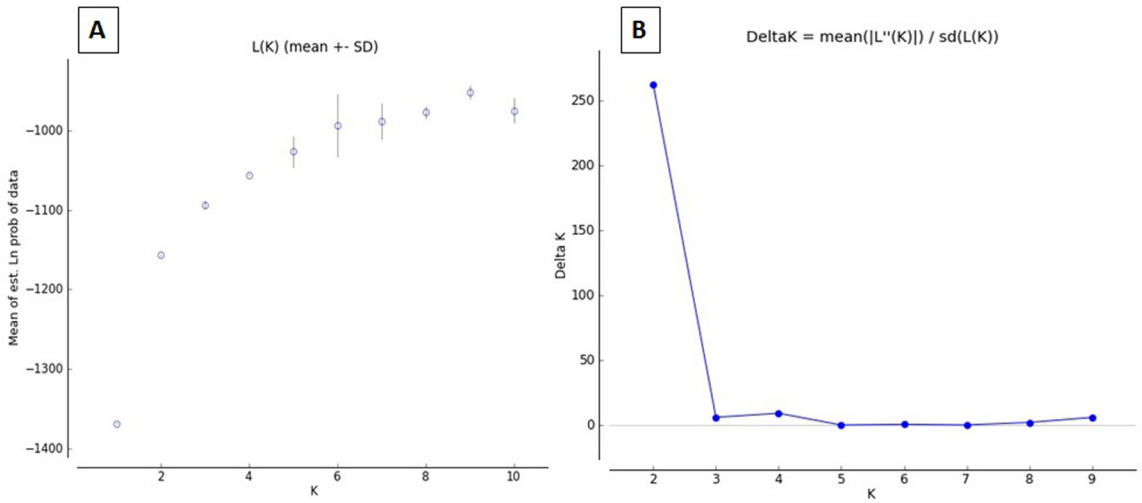 A
L(K) (mean +- SD)
Mean of est. Ln prob of data
−1000
−1100
−1200
−1300
−1400
2 4 6 8 10
K
B
DeltaK = mean(|L''(K)|) / sd(L(K))
Delta K
250
200
150
100
50
0
2 3 4 5 6 7 8 9
K